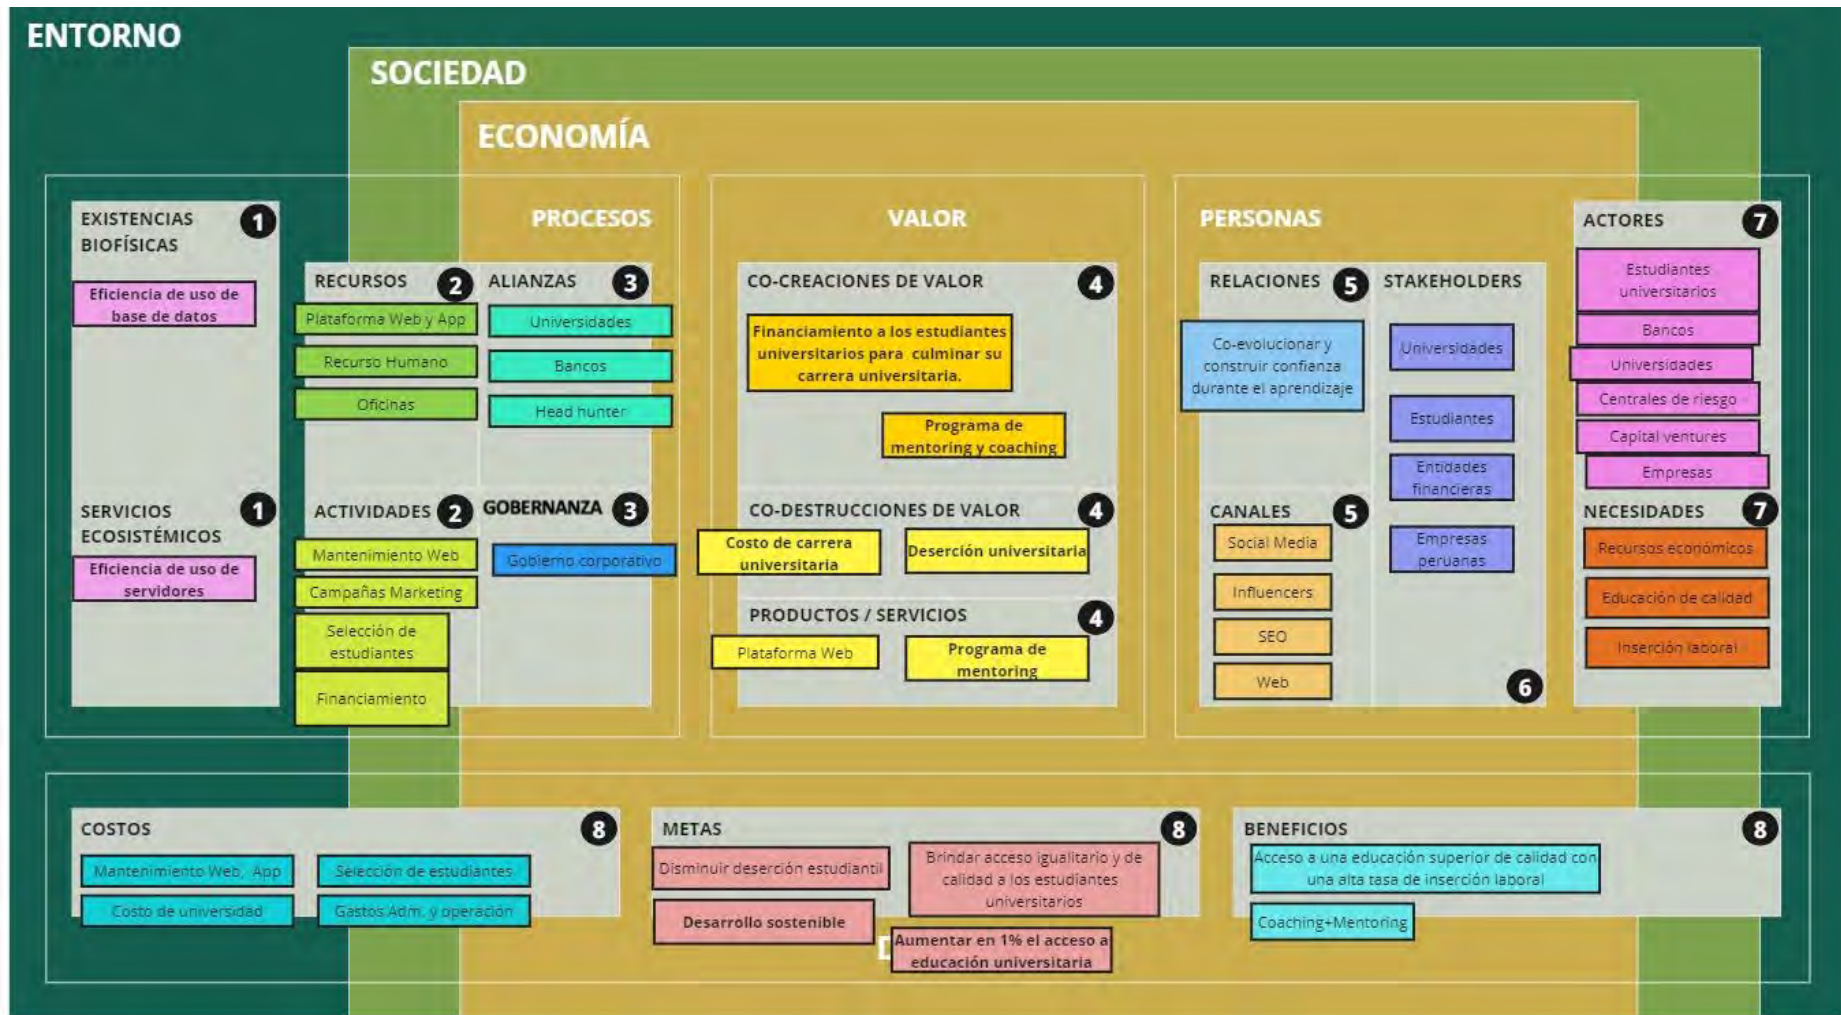 ENTORNO
SOCIEDAD
ECONOMÍA
PROCESOS
EXISTENCIAS
BIOFÍSICAS
1
Eficiencia de uso de
base de datos
SERVICIOS
ECOSISTÉMICOS
1
Eficiencia de uso de
servidores
RECURSOS
2
Plataforma Web y App
Recurso Humano
Oficinas
ACTIVIDADES
2
Mantenimiento Web
Campañas Marketing
Selección de
estudiantes
Financiamiento
ALIANZAS
3
Universidades
Bancos
Head hunter
GOBERNANZA
3
Gobierno corporativo
VALOR
CO-CREACIONES DE VALOR
4
Financiamiento a los estudiantes
universitarios para culminar su
carrera universitaria.
Programa de
mentoring y coaching
CO-DESTRUCCIONES DE VALOR
4
Costo de carrera
universitaria
Deserción universitaria
PRODUCTOS / SERVICIOS
4
Plataforma Web
Programa de
mentoring
PERSONAS
RELACIONES
5
Co-evolucionar y
construir confianza
durante el aprendizaje
CANALES
5
Social Media
Influencers
SEO
Web
STAKEHOLDERS
Universidades
Estudiantes
Entidades
financieras
Empresas
peruanas
6
ACTORES
7
Estudiantes
universitarios
Bancos
Universidades
Centrales de riesgo
Capital ventures
Empresas
NECESIDADES
7
Recursos económicos
Educación de calidad
Inserción laboral
COSTOS
8
Mantenimiento Web, App
Selección de estudiantes
Costo de universidad
Gastos Adm. y operación
METAS
8
Disminuir deserción estudiantil
Brindar acceso igualitario y de
calidad a los estudiantes
universitarios
Desarrollo sostenible
Aumentar en 1% el acceso a
educación universitaria
BENEFICIOS
8
Acceso a una educación superior de calidad con
una alta tasa de inserción laboral
Coaching+Mentoring